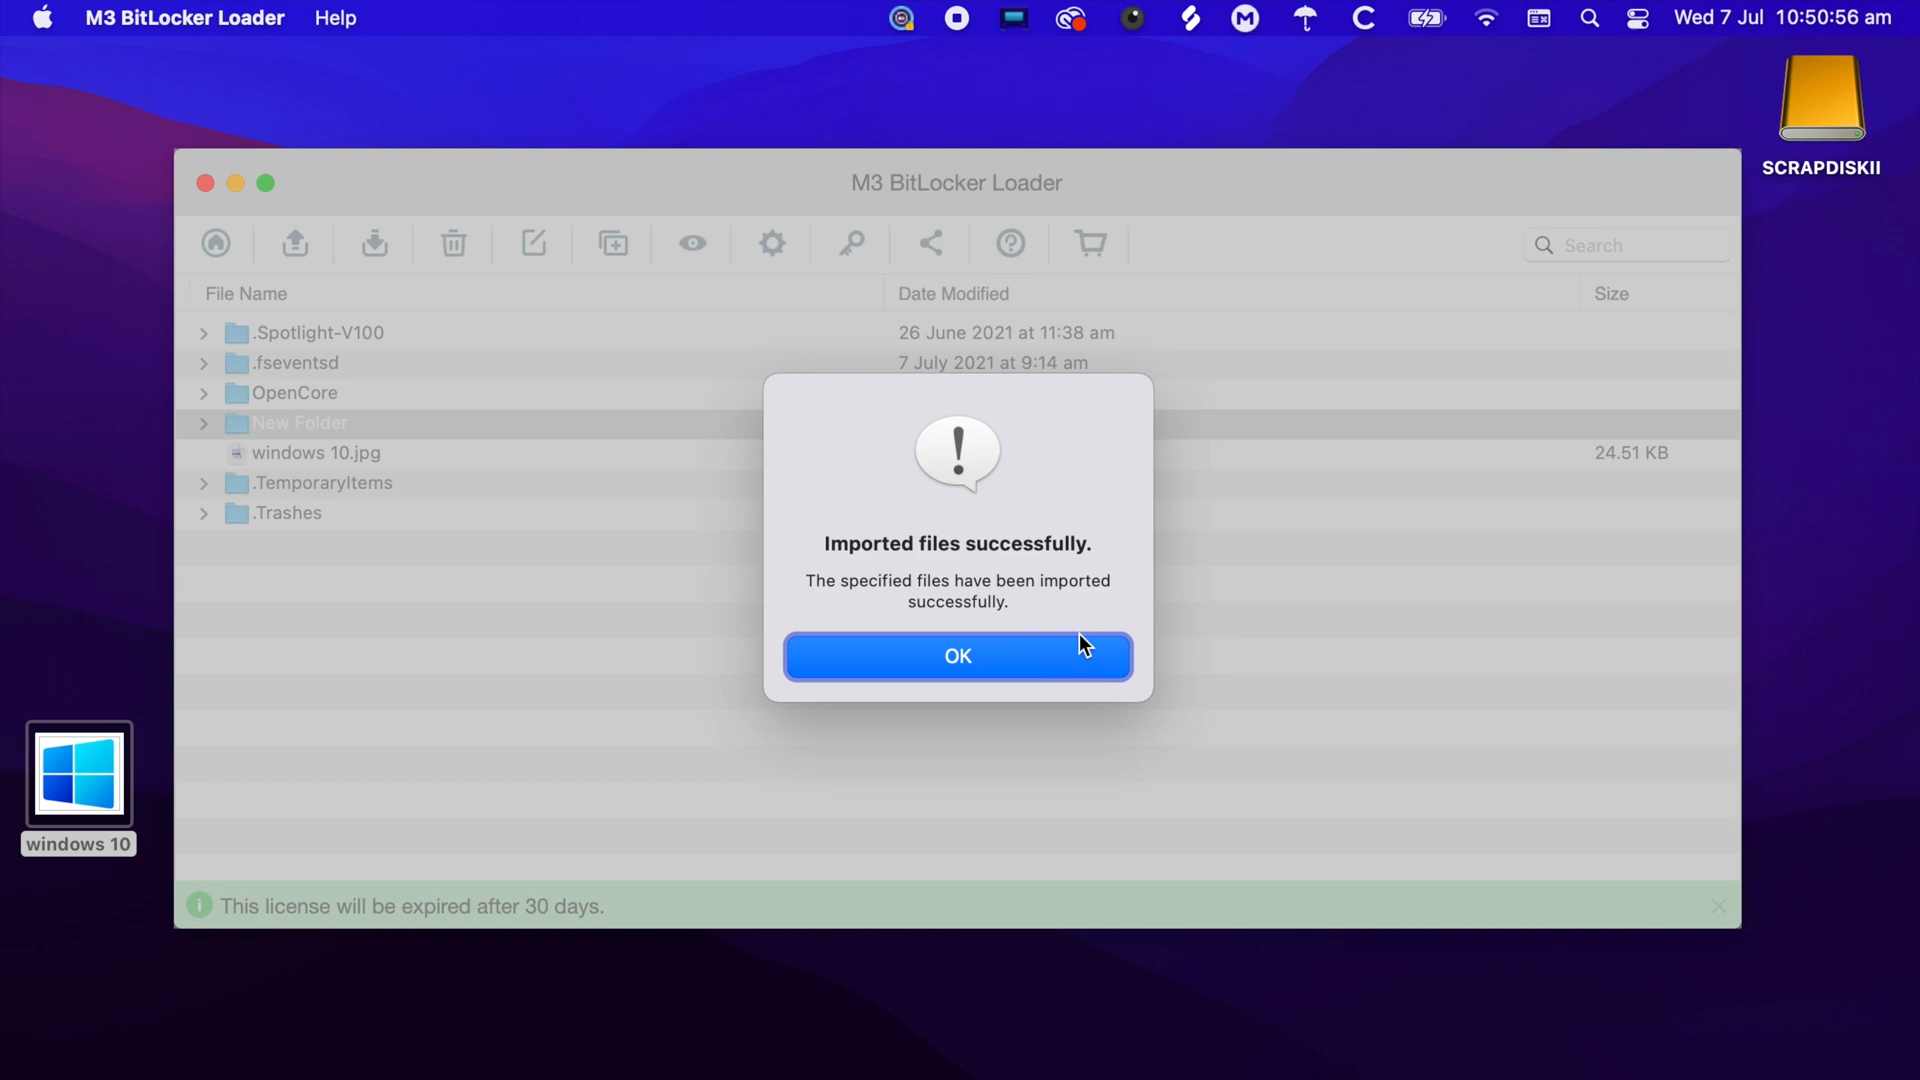 M3 BitLocker Loader Help
Wed 7 Jul 10:50:56 am
SCRAPDISKII
M3 BitLocker Loader
Search
File Name Date Modified Size
.Spotlight-V100 26 June 2021 at 11:38 am
.fseventsd 7 July 2021 at 9:14 am
OpenCore
New Folder
windows 10.jpg 24.51 KB
.TemporaryItems
.Trashes
Imported files successfully.
The specified files have been imported
successfully.
OK
windows 10
This license will be expired after 30 days.